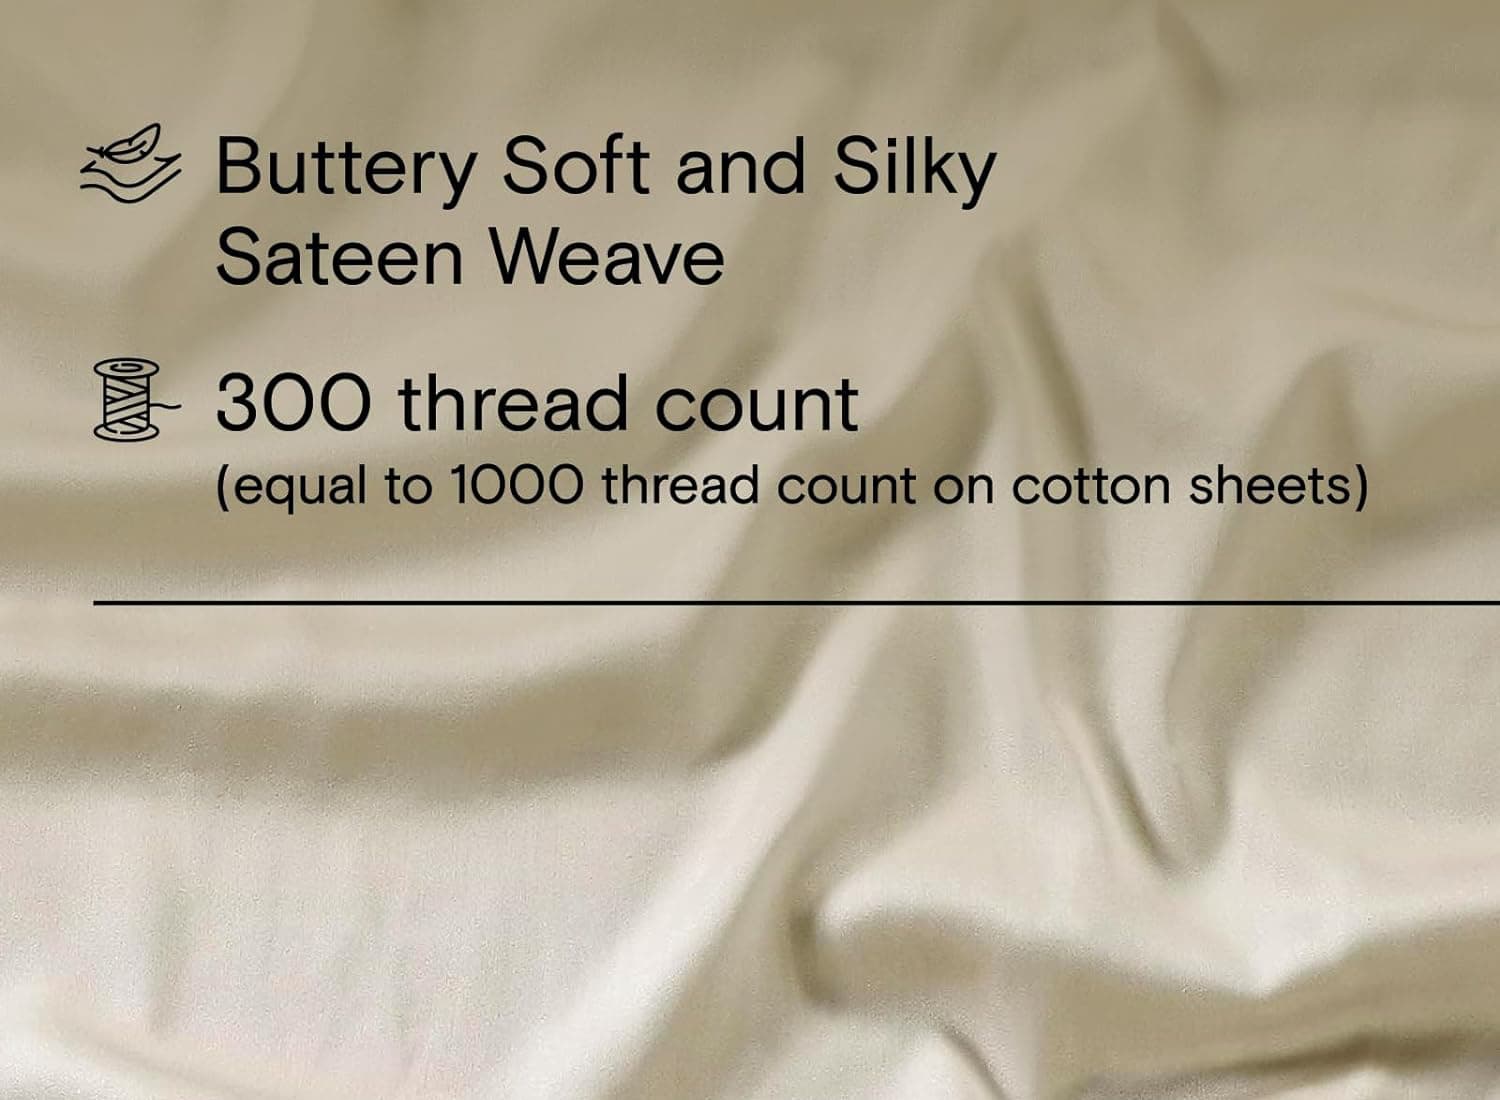 Buttery Soft and Silky
Sateen Weave
300 thread count
(equal to 1000 thread count on cotton sheets)